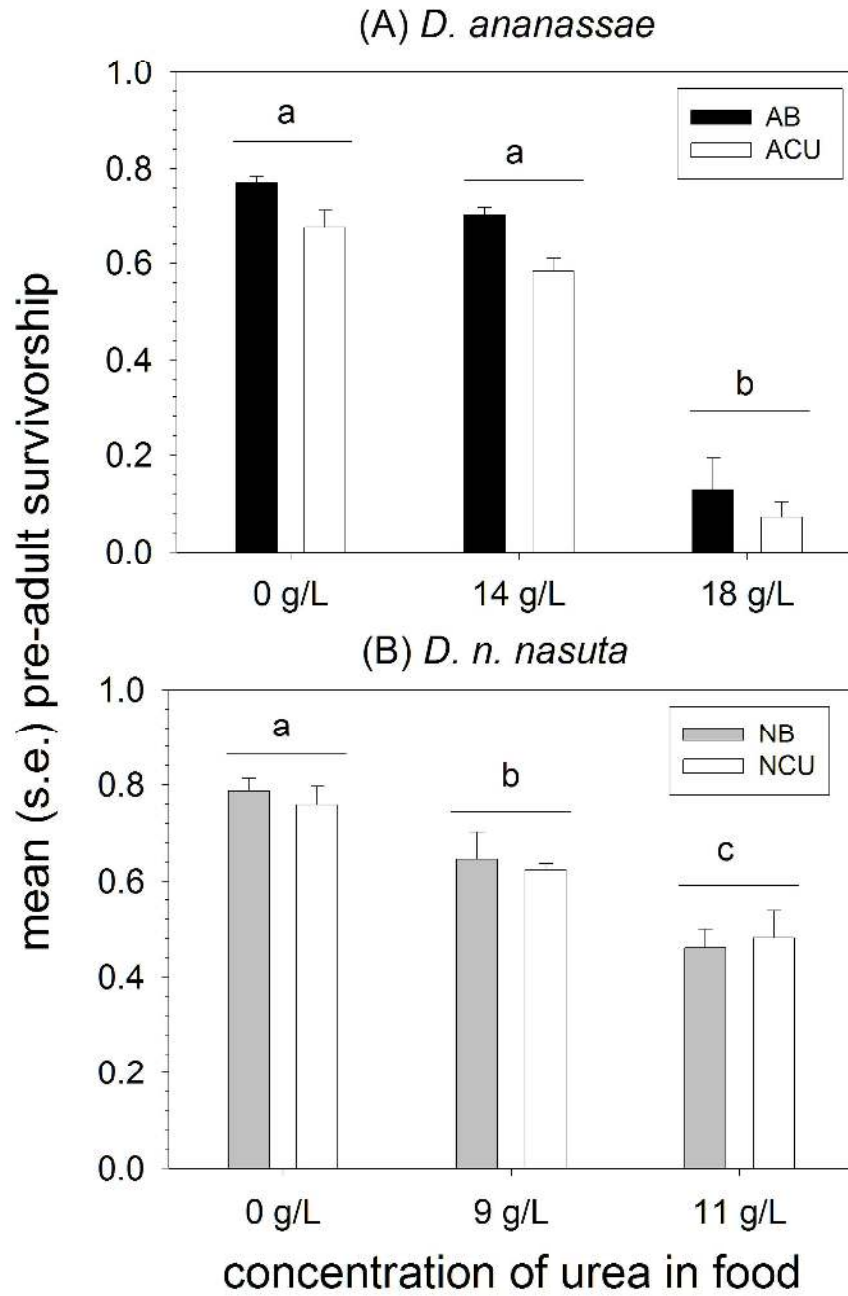 (A) D. ananassae
1.0
a
AB
ACU
0.8
a
0.6
0.4
b
0.2
0.0
0 g/L 14 g/L 18 g/L
(B) D. n. nasuta
1.0
a
NB
NCU
0.8
b
0.6
c
0.4
0.2
0.0
0 g/L 9 g/L 11 g/L
concentration of urea in food
mean (s.e.) pre-adult survivorship